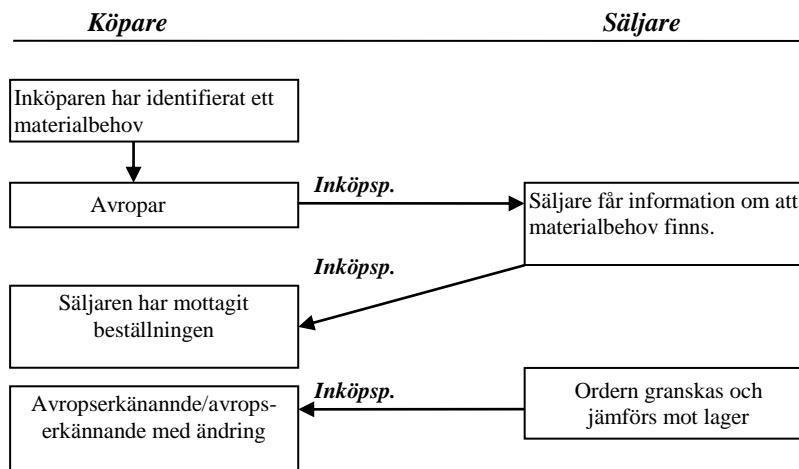 Köpare
Säljare
Inköparen har identifierat ett
materialbehov
Avropar
Inköpsp.
Säljare får information om att
materialbehov finns.
Inköpsp.
Säljaren har mottagit
beställningen
Avropserkänannde/avrops-
erkännande med ändring
Inköpsp.
Ordern granskas och
jämförs mot lager